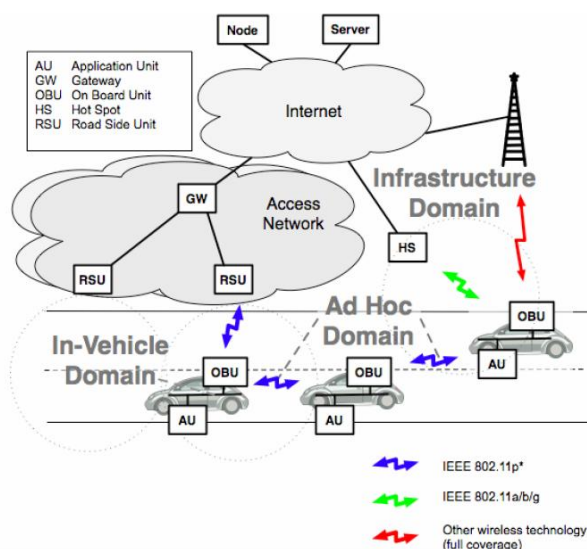 Node
Server
AU Application Unit
GW Gateway
OBU On Board Unit
HS Hot Spot
RSU Road Side Unit
Internet
Infrastructure
Domain
GW
Access
Network
HS
RSU
RSU
Ad Hoc
Domain
OBU
In-Vehicle
Domain
OBU
OBU
AU
AU
AU
IEEE 802.11p*
IEEE 802.11a/b/g
Other wireless technology
(full coverage)